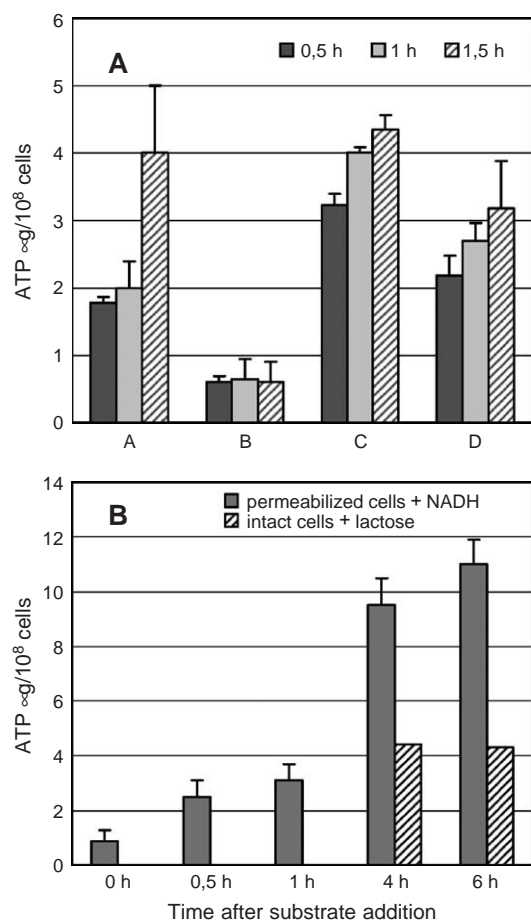 6
A
0,5 h 1 h 1,5 h
5
4
3
2
1
0
ATP ∝g/10⁸ cells
A B C D
14
B
permeabilized cells + NADH
intact cells + lactose
12
10
8
6
4
2
0
ATP ∝g/10⁸ cells
0 h 0,5 h 1 h 4 h 6 h
Time after substrate addition